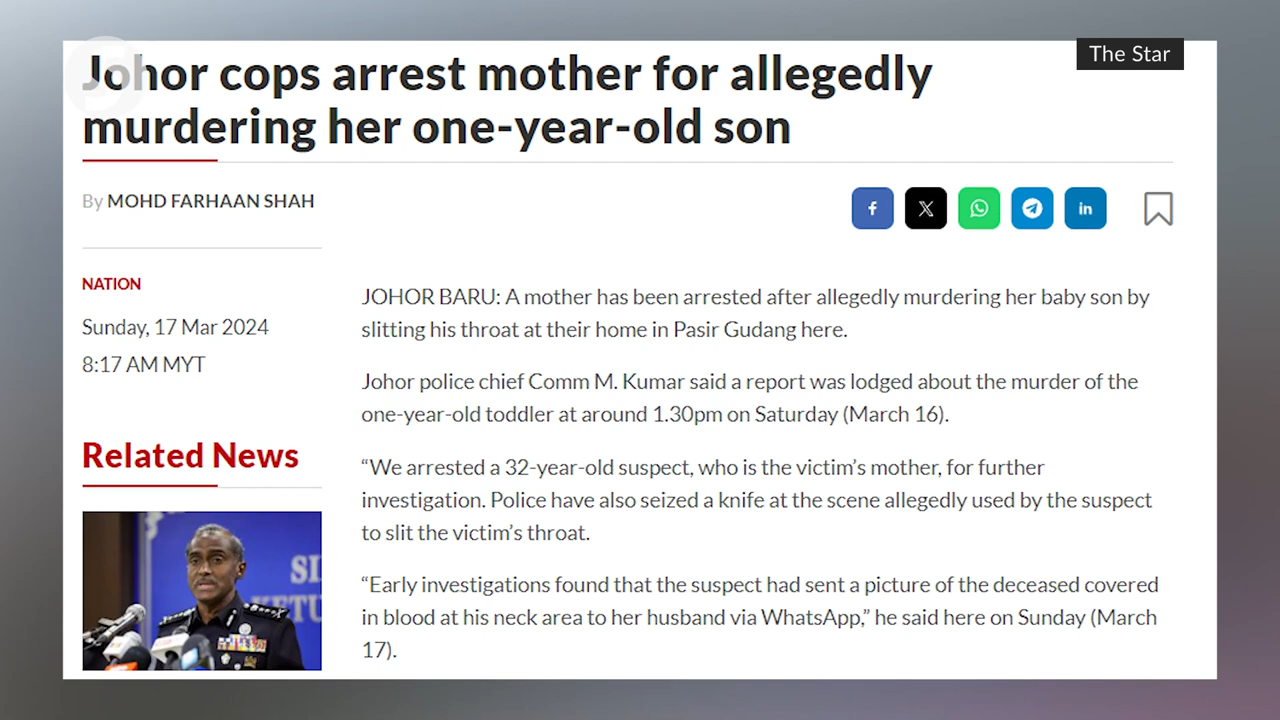 The Star
Johor cops arrest mother for allegedly
murdering her one-year-old son
By MOHD FARHAAN SHAH
NATION
Sunday, 17 Mar 2024
8:17 AM MYT
Related News
JOHOR BARU: A mother has been arrested after allegedly murdering her baby son by
slitting his throat at their home in Pasir Gudang here.
Johor police chief Comm M. Kumar said a report was lodged about the murder of the
one-year-old toddler at around 1.30pm on Saturday (March 16).
“We arrested a 32-year-old suspect, who is the victim’s mother, for further
investigation. Police have also seized a knife at the scene allegedly used by the suspect
to slit the victim’s throat.
“Early investigations found that the suspect had sent a picture of the deceased covered
in blood at his neck area to her husband via WhatsApp,” he said here on Sunday (March
17).